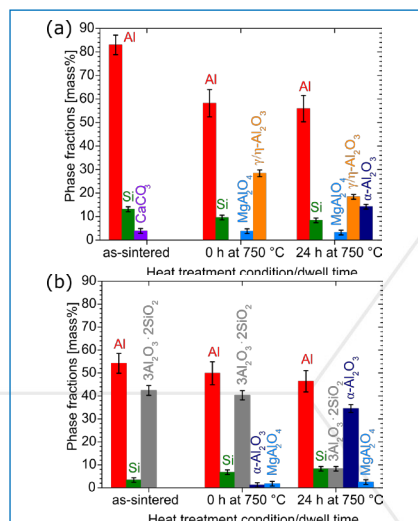 (a)
90
80
70
60
50
40
30
20
10
0
Phase fractions [mass%]
Al
Si
CaCO₃
Al
Si
MgAlO₄
γ/η-Al₂O₃
Al
Si
MgAlO₄
γ/η-Al₂O₃
α-Al₂O₃
as-sintered 0 h at 750 °C 24 h at 750 °C
Heat treatment condition/dwell time
(b)
90
80
70
60
50
40
30
20
10
0
Phase fractions [mass%]
Al
Si
3Al₂O₃·2SiO₂
Al
Si
3Al₂O₃·2SiO₂
α-Al₂O₃
MgAlO₄
Al
Si
3Al₂O₃·2SiO₂
α-Al₂O₃
MgAlO₄
as-sintered 0 h at 750 °C 24 h at 750 °C
Heat treatment condition/dwell time